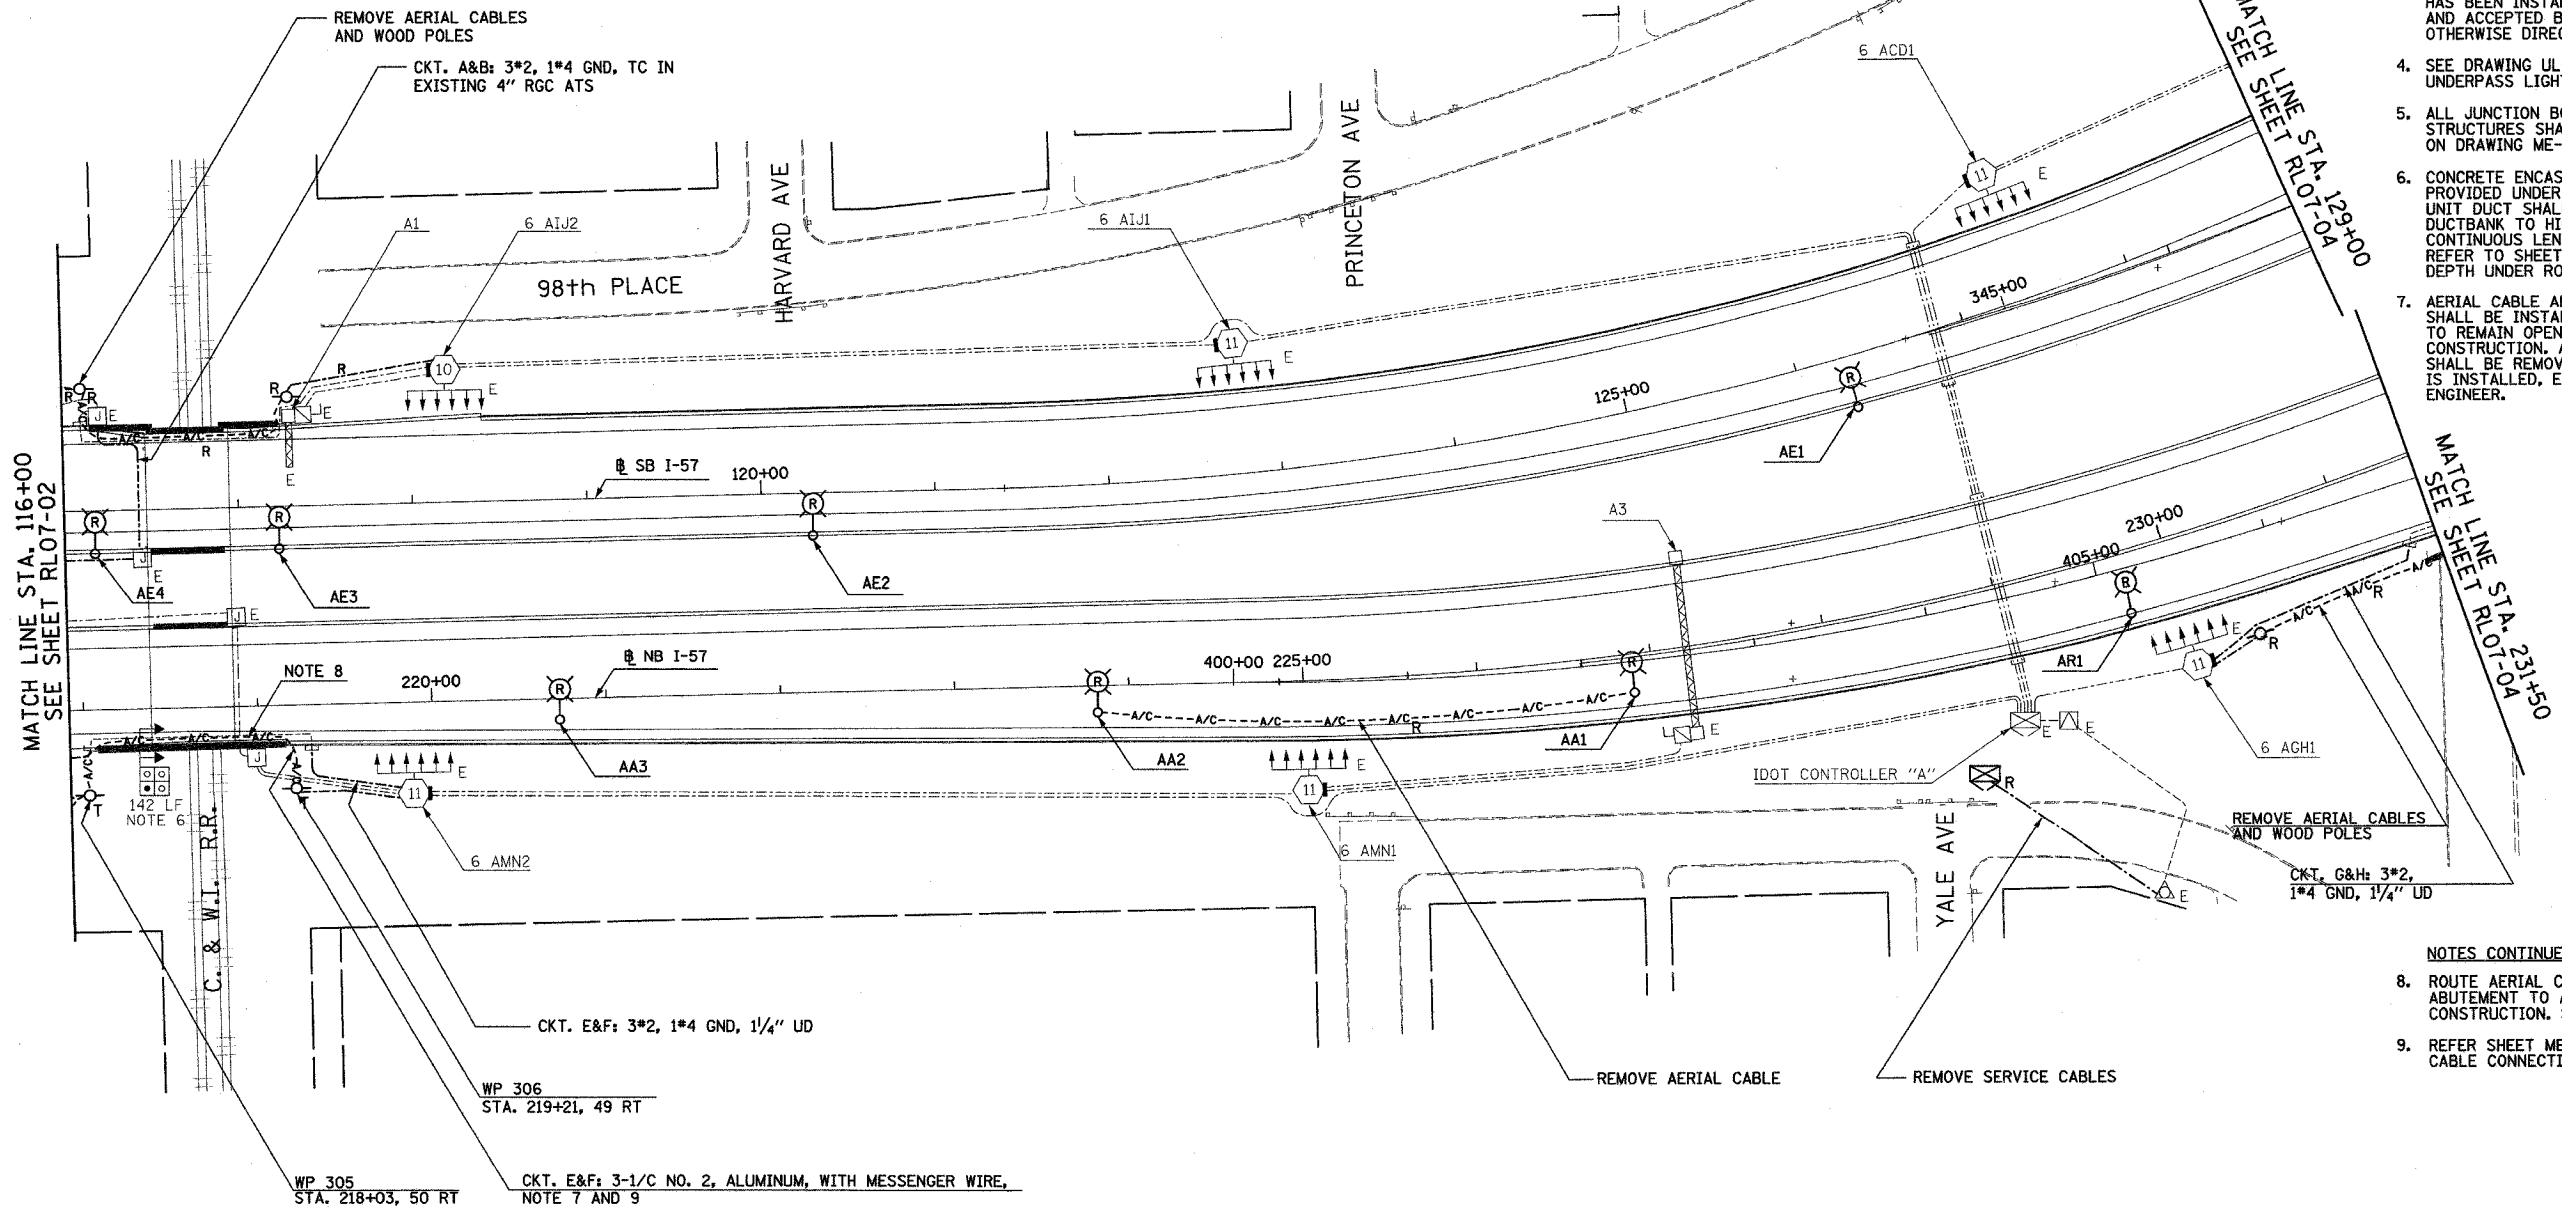 REMOVE AERIAL CABLES
AND WOOD POLES
CKT. A&B: 3#2, 1#4 GND, TC IN
EXISTING 4" RGC ATS
A1
6 AIJ2
6 AIJ1
6 ACD1
HARVARD AVE
PRINCETON AVE
98th PLACE
MATCH LINE STA. 129+00
SEE SHEET RL07-04
HAS BEEN INSTA
AND ACCEPTED B
OTHERWISE DIREC
4. SEE DRAWING UL
UNDERPASS LIGH
5. ALL JUNCTION B
STRUCTURES SHA
ON DRAWING ME-
6. CONCRETE ENCAS
PROVIDED UNDER
UNIT DUCT SHAL
DUCTBANK TO HI
CONTINUOUS LEN
REFER TO SHEET
DEPTH UNDER RO
7. AERIAL CABLE A
SHALL BE INSTA
TO REMAIN OPEN
CONSTRUCTION. A
SHALL BE REMOV
IS INSTALLED, E
ENGINEER.
11
E
10
E
11
E
R
R
R
R
J E
E
A/C A/C A/C
R
E
345+00
125+00
120+00
℄ SB I-57
R
R
R
R
AE1
AE2
AE3
AE4
J
E
J E
MATCH LINE STA. 116+00
SEE SHEET RL07-02
A3
230+00
405+00
400+00 225+00
220+00
℄ NB I-57
NOTE 8
R
R
R
R
AR1
AA1
AA2
AA3
A/C A/C A/C A/C A/C A/C A/C
R
A/C A/C A/C
A/C
A/C
J
T
T
142 LF
NOTE 6
11
E
11
E
11
E
E
E
E
R
R
R
A/C
A/C
A/C
E
MATCH LINE STA. 231+50
SEE SHEET RL07-04
6 AMN2
6 AMN1
6 AGH1
IDOT CONTROLLER "A"
YALE AVE
C. & W.I. R.R.
REMOVE AERIAL CABLES
AND WOOD POLES
CKT. G&H: 3#2,
1#4 GND, 1¼" UD
CKT. E&F: 3#2, 1#4 GND, 1¼" UD
WP 306
STA. 219+21, 49 RT
WP 305
STA. 218+03, 50 RT
CKT. E&F: 3-1/C NO. 2, ALUMINUM, WITH MESSENGER WIRE,
NOTE 7 AND 9
REMOVE AERIAL CABLE
REMOVE SERVICE CABLES
NOTES CONTINUE
8. ROUTE AERIAL C
ABUTEMENT TO A
CONSTRUCTION.
9. REFER SHEET ME
CABLE CONNECTI